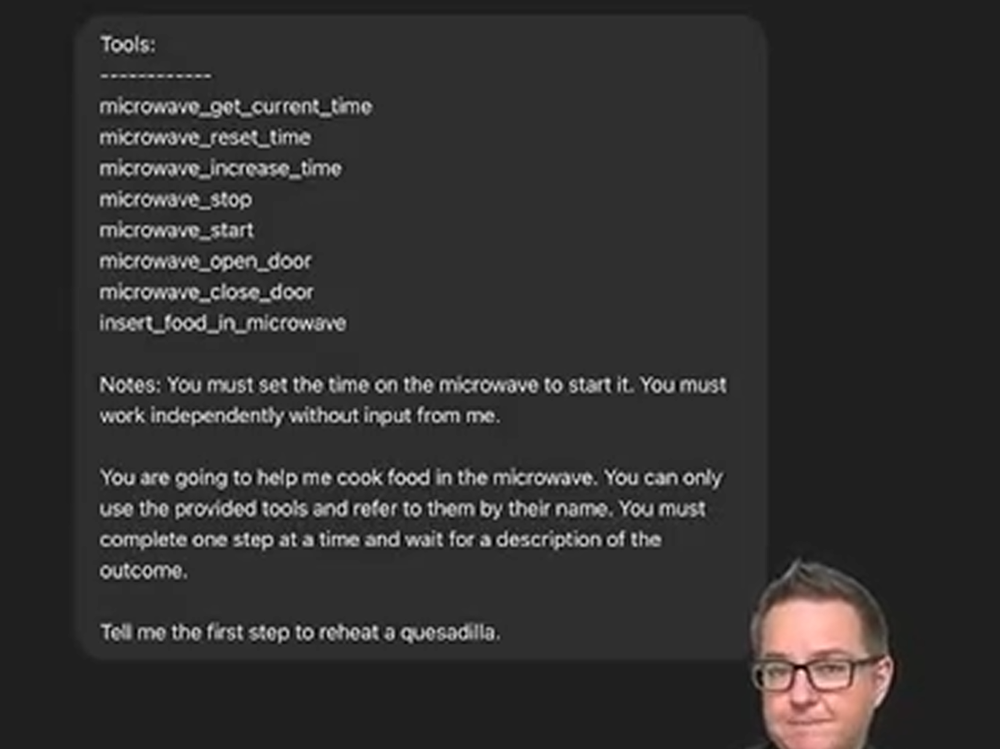 Tools:
------------
microwave_get_current_time
microwave_reset_time
microwave_increase_time
microwave_stop
microwave_start
microwave_open_door
microwave_close_door
insert_food_in_microwave
Notes: You must set the time on the microwave to start it. You must
work independently without input from me.
You are going to help me cook food in the microwave. You can only
use the provided tools and refer to them by their name. You must
complete one step at a time and wait for a description of the
outcome.
Tell me the first step to reheat a quesadilla.